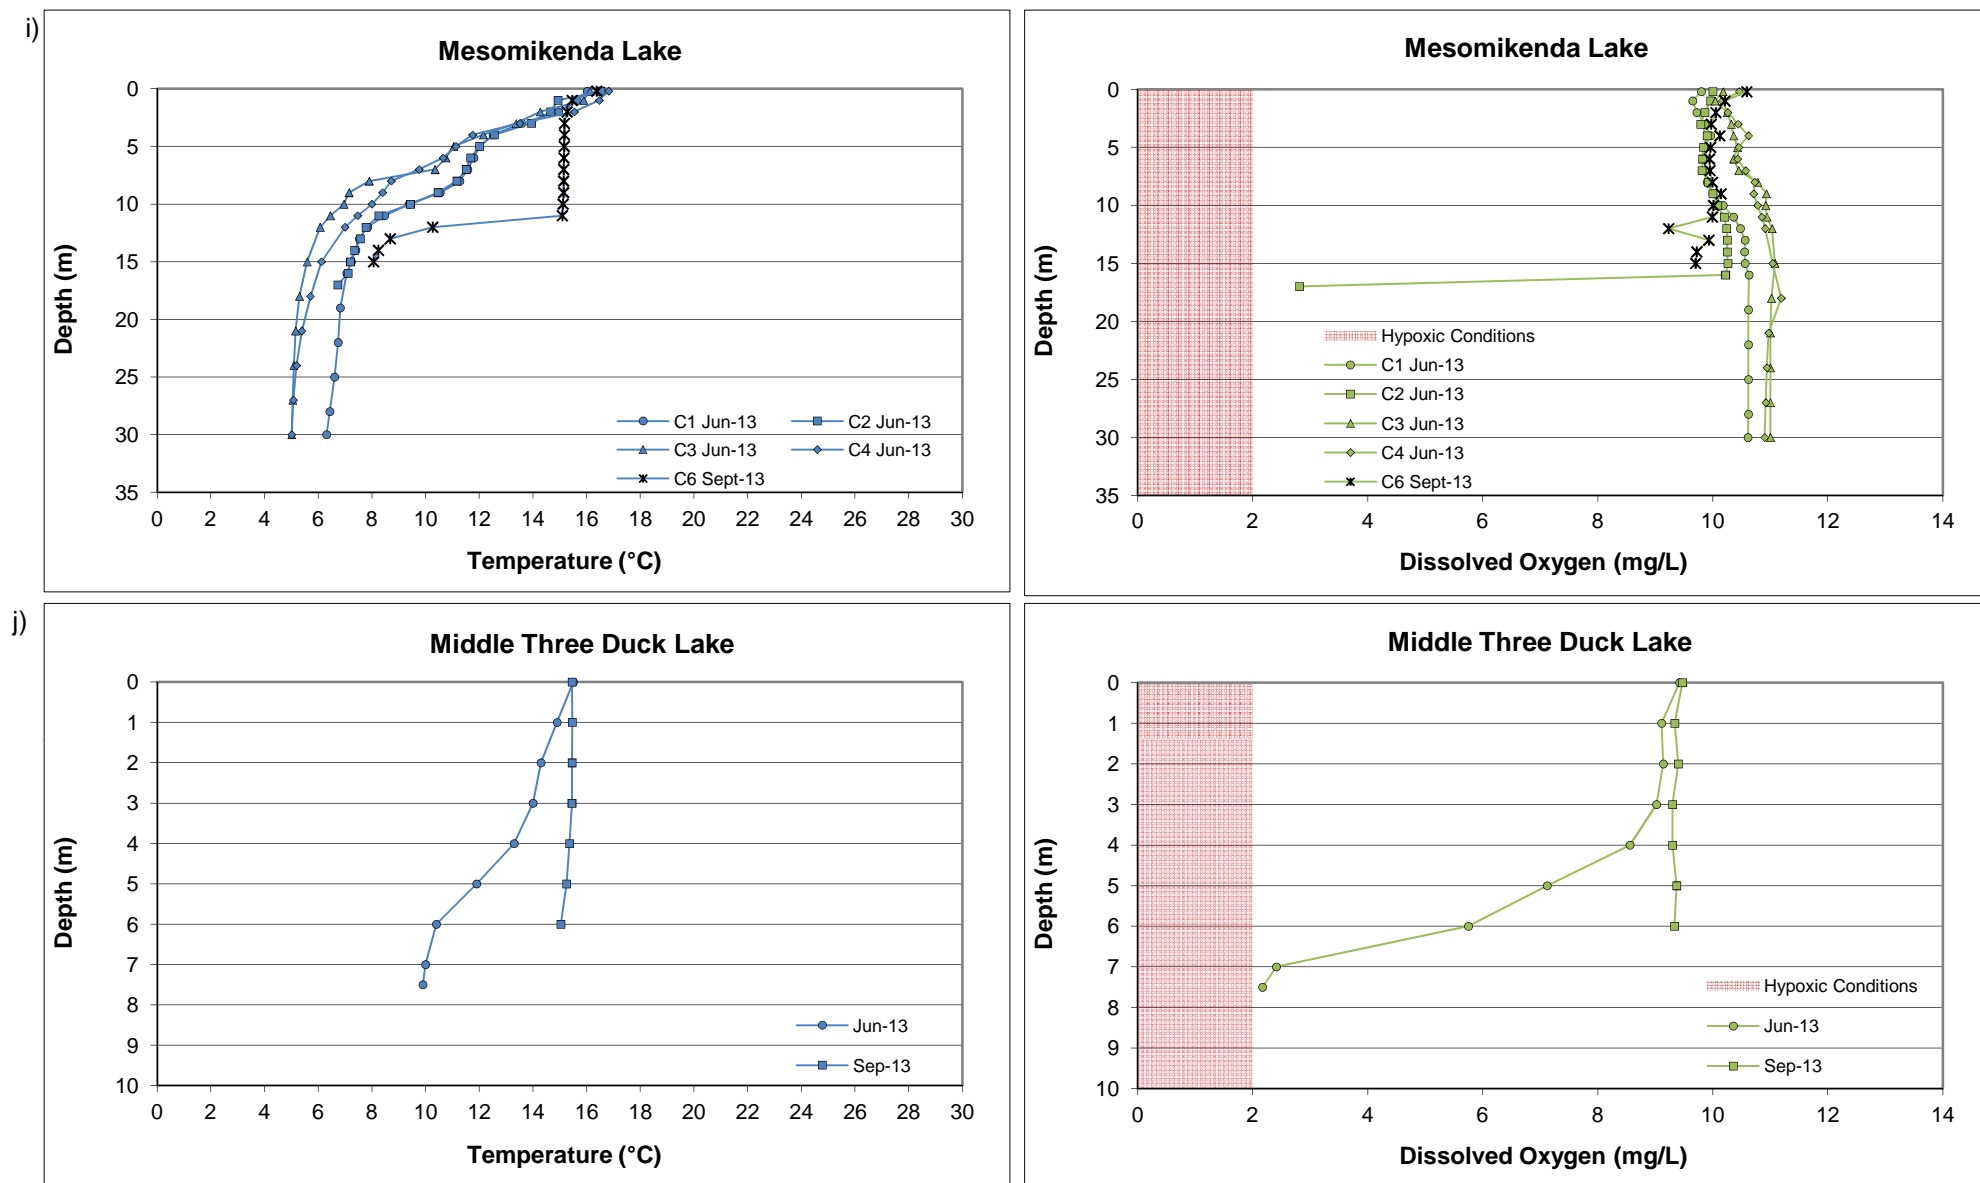 i)
Mesomikenda Lake
0
5
10
15
20
25
30
35
Depth (m)
0 2 4 6 8 10 12 14 16 18 20 22 24 26 28 30
Temperature (°C)
C1 Jun-13
C2 Jun-13
C3 Jun-13
C4 Jun-13
C6 Sept-13
Mesomikenda Lake
0
5
10
15
20
25
30
35
Depth (m)
0 2 4 6 8 10 12 14
Dissolved Oxygen (mg/L)
Hypoxic Conditions
C1 Jun-13
C2 Jun-13
C3 Jun-13
C4 Jun-13
C6 Sept-13
j)
Middle Three Duck Lake
0
1
2
3
4
5
6
7
8
9
10
Depth (m)
0 2 4 6 8 10 12 14 16 18 20 22 24 26 28 30
Temperature (°C)
Jun-13
Sep-13
Middle Three Duck Lake
0
1
2
3
4
5
6
7
8
9
10
Depth (m)
0 2 4 6 8 10 12 14
Dissolved Oxygen (mg/L)
Hypoxic Conditions
Jun-13
Sep-13